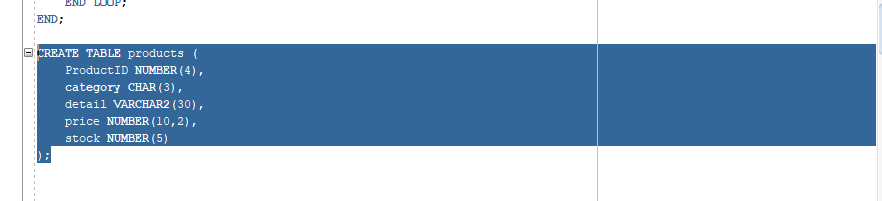 END LOOP;
END;
CREATE TABLE products (
ProductID NUMBER(4),
category CHAR(3),
detail VARCHAR2(30),
price NUMBER(10,2),
stock NUMBER(5)
);